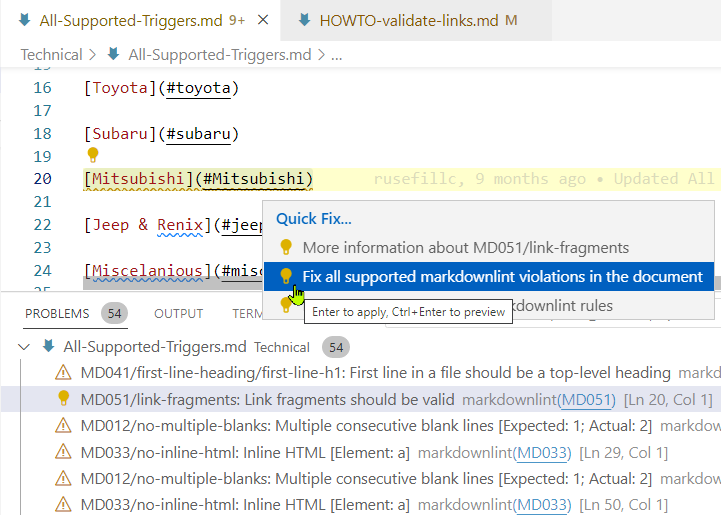 All-Supported-Triggers.md 9+ HOWTO-validate-links.md M
Technical > All-Supported-Triggers.md > ...
16 [Toyota](#toyota)
17
18 [Subaru](#subaru)
19
20 [Mitsubishi](#Mitsubishi) rusefillc, 9 months ago • Updated All
21
22 [Jeep & Renix](#jeep
23
24 [Miscelanious](#misc
Quick Fix...
More information about MD051/link-fragments
Fix all supported markdownlint violations in the document
Enter to apply, Ctrl+Enter to preview
kdownlint rules
PROBLEMS 54 OUTPUT TERM
All-Supported-Triggers.md Technical 54
MD041/first-line-heading/first-line-h1: First line in a file should be a top-level heading markd
MD051/link-fragments: Link fragments should be valid markdownlint(MD051) [Ln 20, Col 1]
MD012/no-multiple-blanks: Multiple consecutive blank lines [Expected: 1; Actual: 2] markdown
MD033/no-inline-html: Inline HTML [Element: a] markdownlint(MD033) [Ln 29, Col 1]
MD012/no-multiple-blanks: Multiple consecutive blank lines [Expected: 1; Actual: 2] markdown
MD033/no-inline-html: Inline HTML [Element: a] markdownlint(MD033) [Ln 50, Col 1]